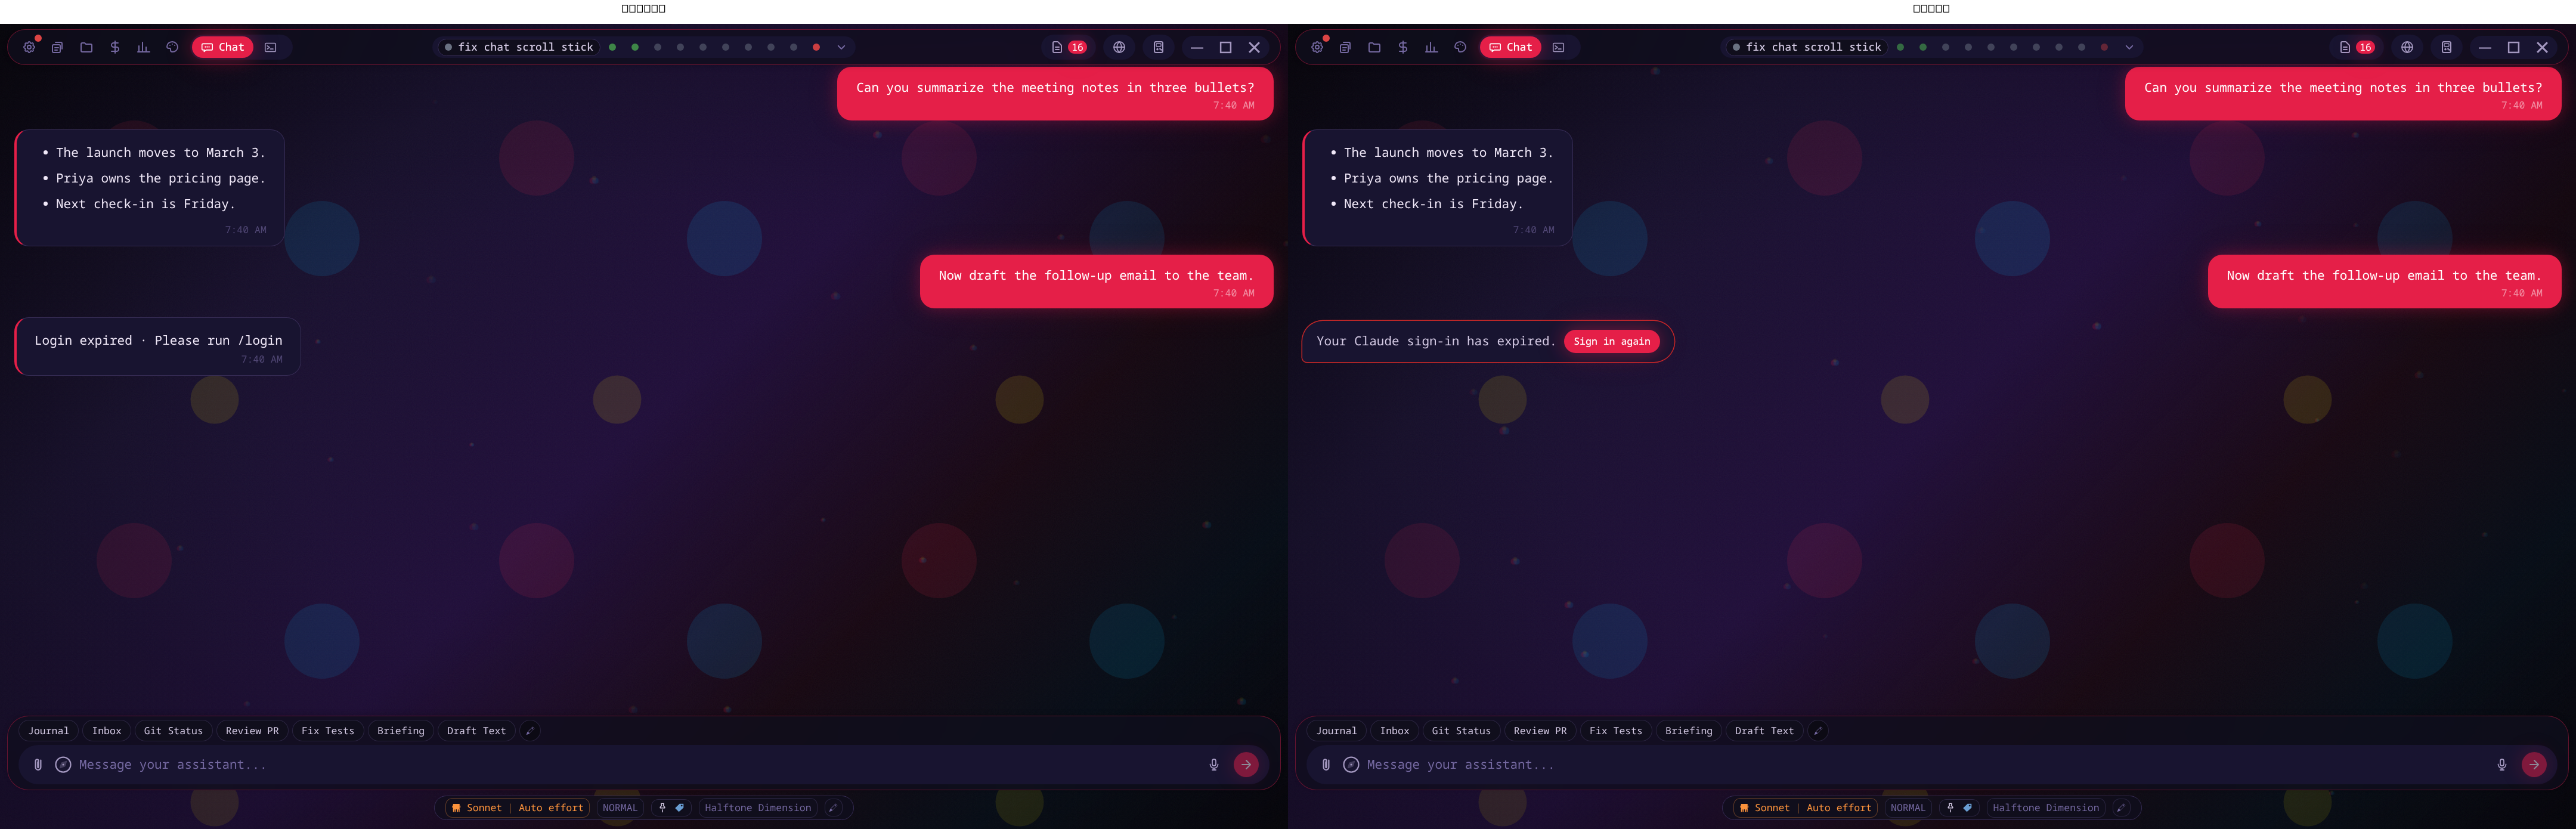 Chat
fix chat scroll stick
16
Can you summarize the meeting notes in three bullets?
7:40 AM
• The launch moves to March 3.
• Priya owns the pricing page.
• Next check-in is Friday.
7:40 AM
Now draft the follow-up email to the team.
7:40 AM
Login expired · Please run /login
7:40 AM
Journal Inbox Git Status Review PR Fix Tests Briefing Draft Text
Message your assistant...
Sonnet | Auto effort NORMAL Halftone Dimension
Chat
fix chat scroll stick
16
Can you summarize the meeting notes in three bullets?
7:40 AM
• The launch moves to March 3.
• Priya owns the pricing page.
• Next check-in is Friday.
7:40 AM
Now draft the follow-up email to the team.
7:40 AM
Your Claude sign-in has expired. Sign in again
Journal Inbox Git Status Review PR Fix Tests Briefing Draft Text
Message your assistant...
Sonnet | Auto effort NORMAL Halftone Dimension